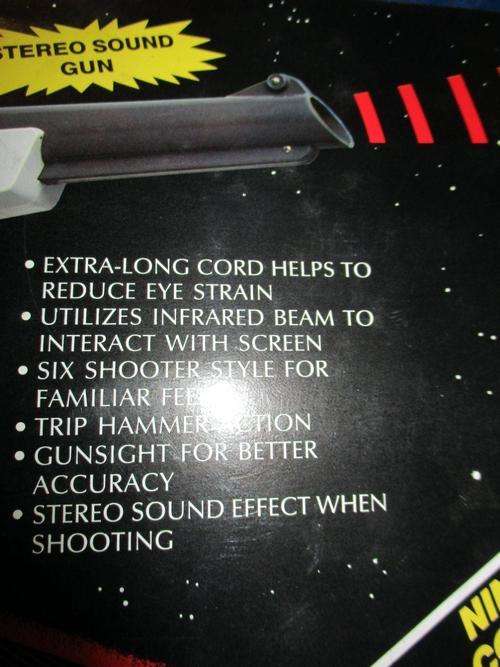 STEREO SOUND
GUN
• EXTRA-LONG CORD HELPS TO
REDUCE EYE STRAIN
• UTILIZES INFRARED BEAM TO
INTERACT WITH SCREEN
• SIX SHOOTER STYLE FOR
FAMILIAR
• TRIP HAMMER ACTION
• GUNSIGHT FOR BETTER
ACCURACY
• STEREO SOUND EFFECT WHEN
SHOOTING